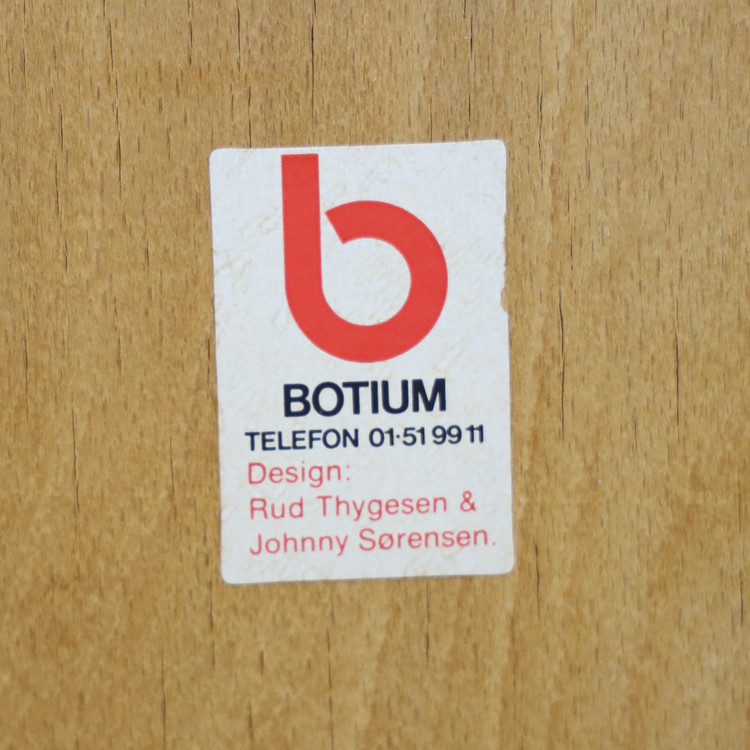 b
BOTIUM
TELEFON 01·51 99 11
Design:
Rud Thygesen &
Johnny Sørensen.